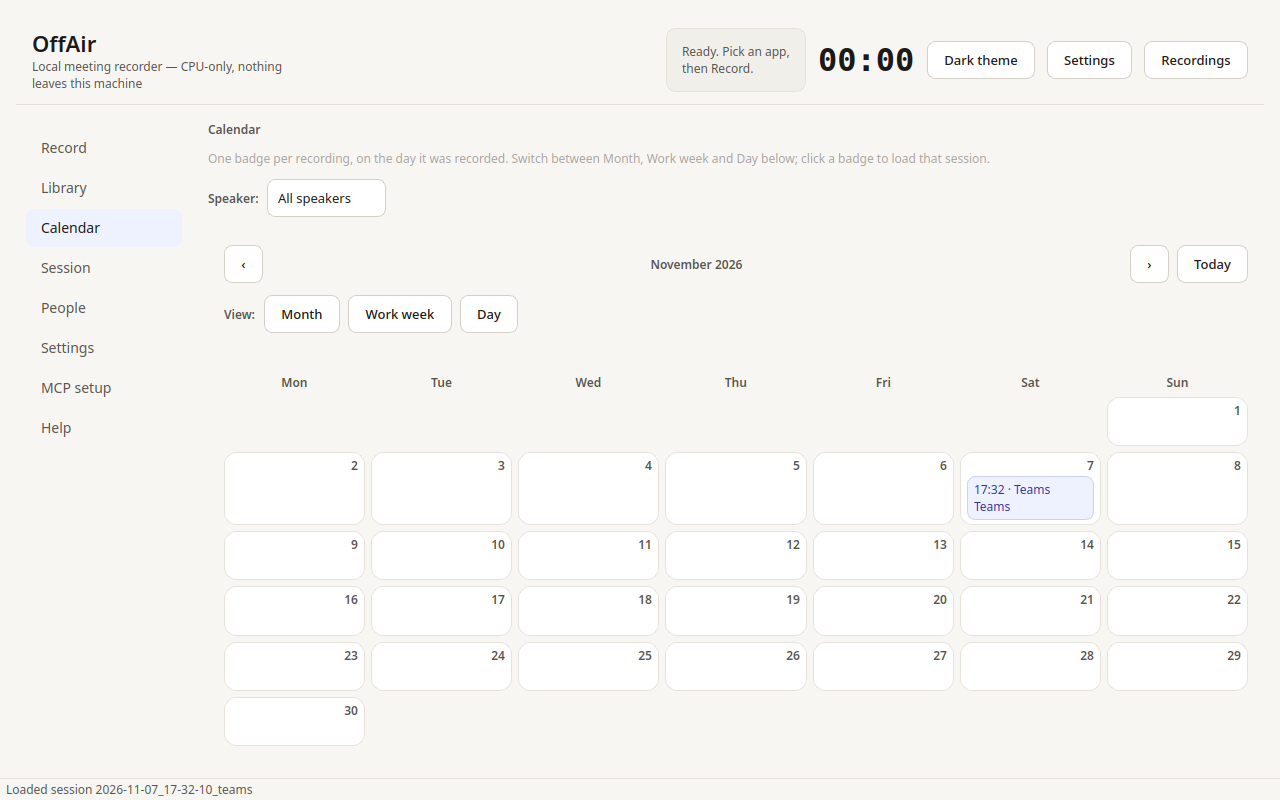 OffAir
Local meeting recorder — CPU-only, nothing
leaves this machine
Ready. Pick an app,
then Record.
00:00
Dark theme
Settings
Recordings
Record
Library
Calendar
Session
People
Settings
MCP setup
Help
Calendar
One badge per recording, on the day it was recorded. Switch between Month, Work week and Day below; click a badge to load that session.
Speaker:
All speakers
‹
November 2026
›
Today
View:
Month
Work week
Day
Mon Tue Wed Thu Fri Sat Sun
1
2 3 4 5 6 7 8
17:32 · Teams
Teams
9 10 11 12 13 14 15
16 17 18 19 20 21 22
23 24 25 26 27 28 29
30
Loaded session 2026-11-07_17-32-10_teams